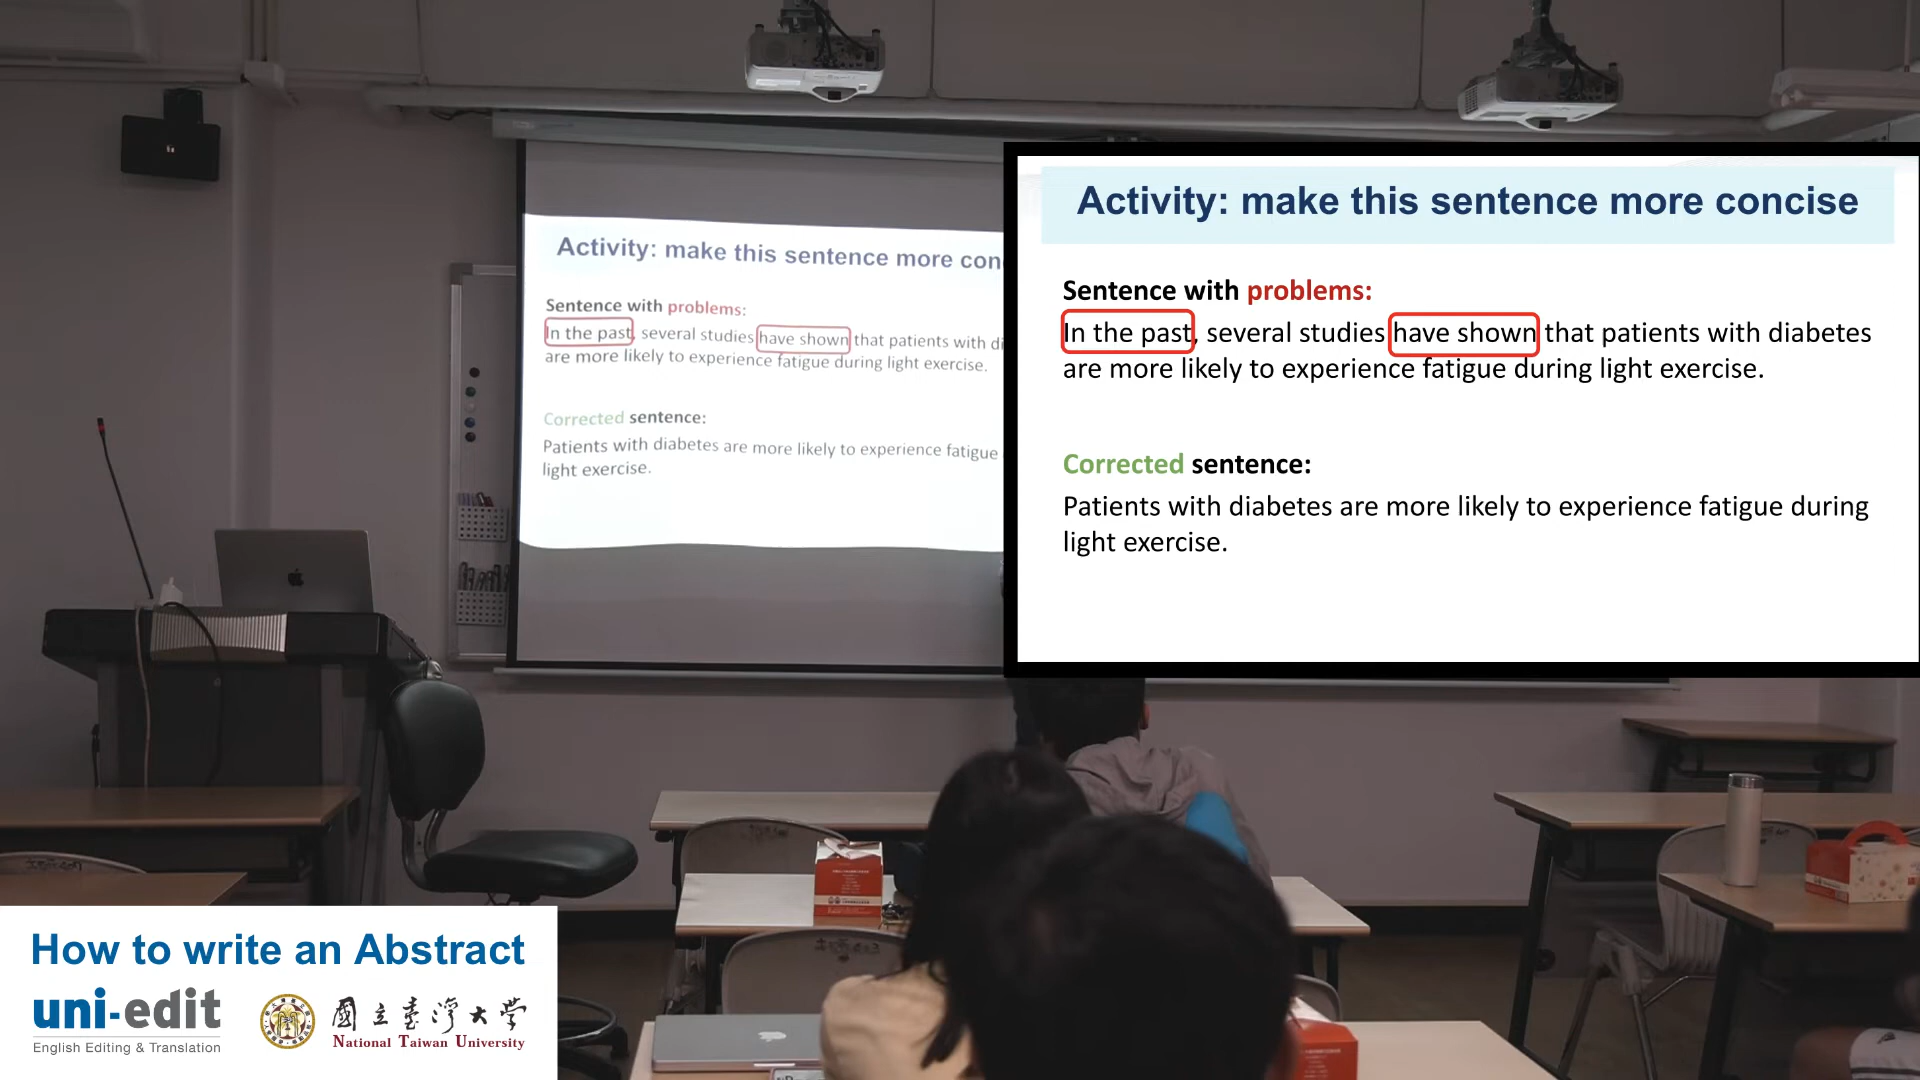 Activity: make this sentence more con
Sentence with problems:
In the past, several studies have shown that patients with di
are more likely to experience fatigue during light exercise.
Corrected sentence:
Patients with diabetes are more likely to experience fatigue
light exercise.
Activity: make this sentence more concise
Sentence with problems:
In the past, several studies have shown that patients with diabetes
are more likely to experience fatigue during light exercise.
Corrected sentence:
Patients with diabetes are more likely to experience fatigue during
light exercise.
How to write an Abstract
uni-edit
English Editing & Translation
國立臺灣大學
National Taiwan University